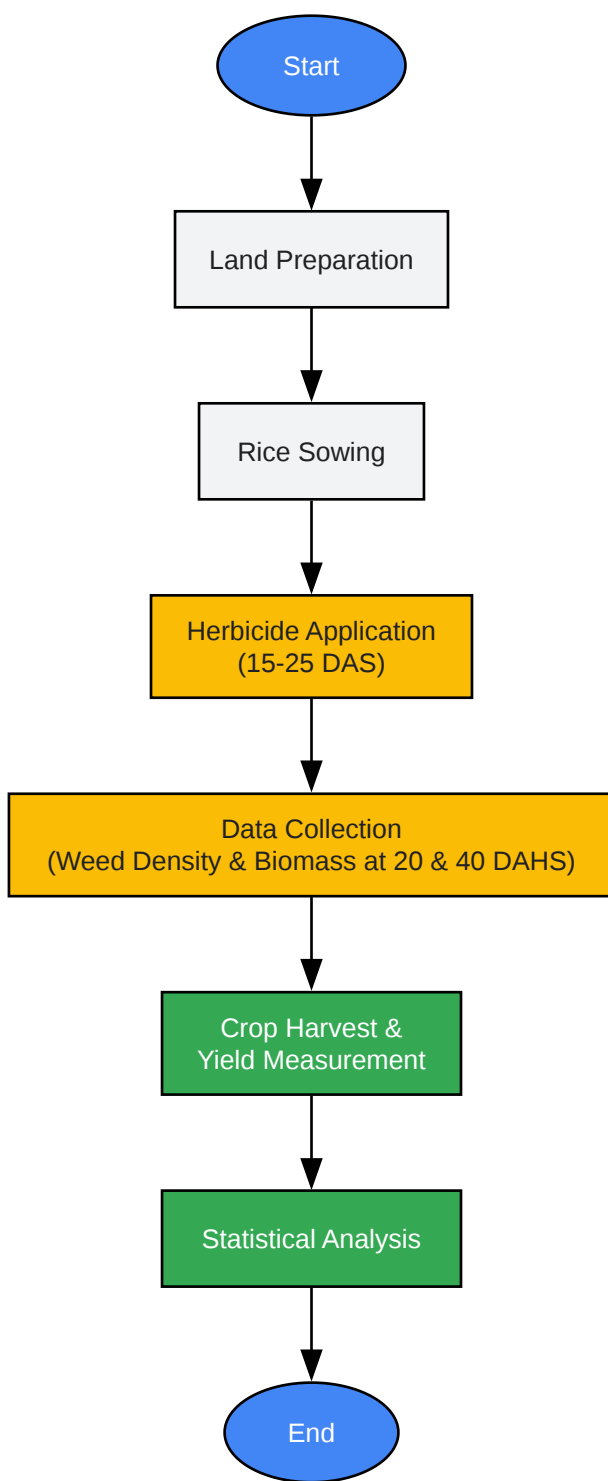 Start
Land Preparation
Rice Sowing
Herbicide Application
(15-25 DAS)
Data Collection
(Weed Density & Biomass at 20 & 40 DAHS)
Crop Harvest &
Yield Measurement
Statistical Analysis
End